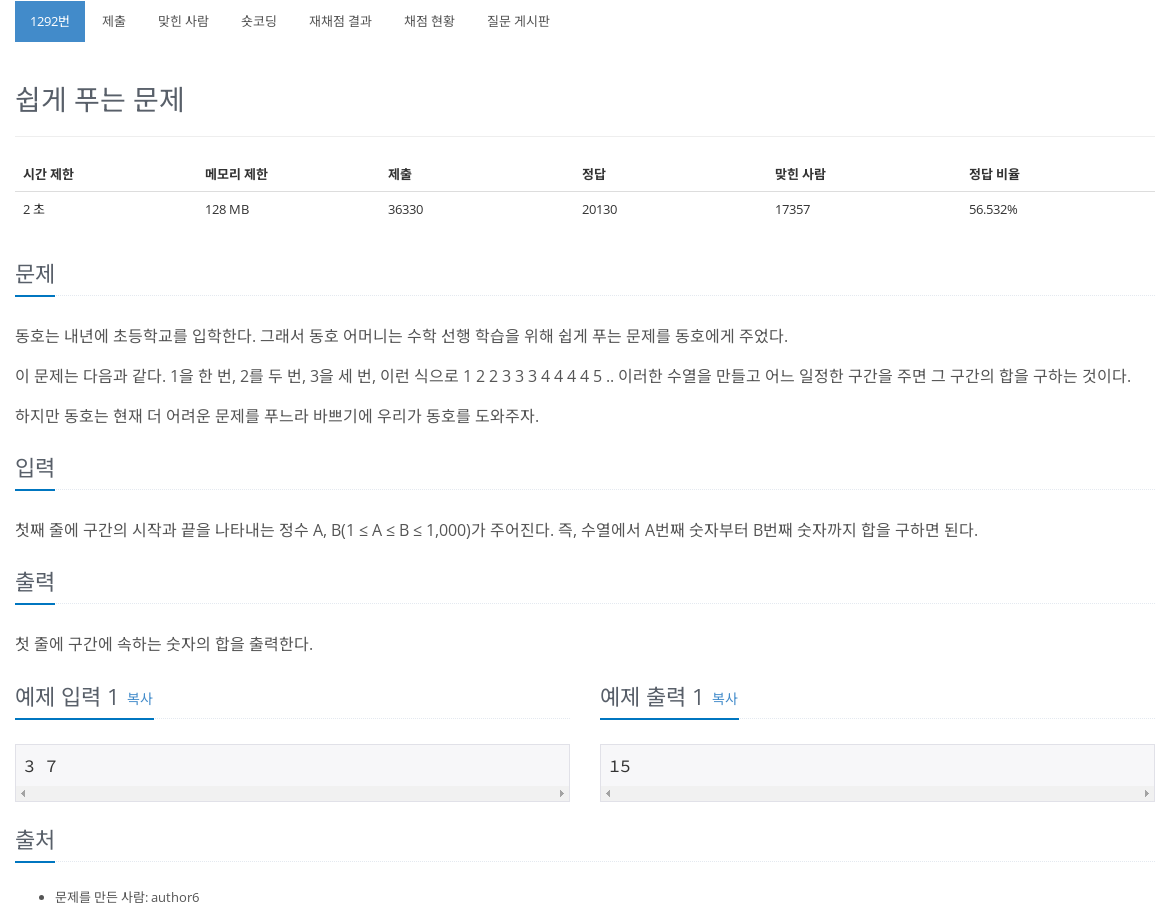 1292번 제출 맞힌 사람 숏코딩 재채점 결과 채점 현황 질문 게시판
쉽게 푸는 문제
시간 제한 메모리 제한 제출 정답 맞힌 사람 정답 비율
2 초 128 MB 36330 20130 17357 56.532%
문제
동호는 내년에 초등학교를 입학한다. 그래서 동호 어머니는 수학 선행 학습을 위해 쉽게 푸는 문제를 동호에게 주었다.
이 문제는 다음과 같다. 1을 한 번, 2를 두 번, 3을 세 번, 이런 식으로 1 2 2 3 3 3 4 4 4 4 5 .. 이러한 수열을 만들고 어느 일정한 구간을 주면 그 구간의 합을 구하는 것이다.
하지만 동호는 현재 더 어려운 문제를 푸느라 바쁘기에 우리가 동호를 도와주자.
입력
첫째 줄에 구간의 시작과 끝을 나타내는 정수 A, B(1 ≤ A ≤ B ≤ 1,000)가 주어진다. 즉, 수열에서 A번째 숫자부터 B번째 숫자까지 합을 구하면 된다.
출력
첫 줄에 구간에 속하는 숫자의 합을 출력한다.
예제 입력 1 복사
예제 출력 1 복사
3 7
15
출처
문제를 만든 사람: author6